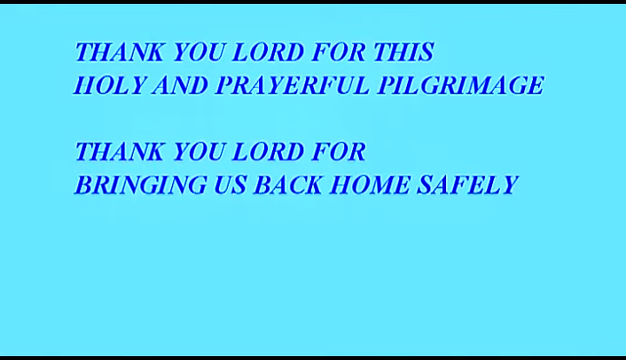 THANK YOU LORD FOR THIS
HOLY AND PRAYERFUL PILGRIMAGE
THANK YOU LORD FOR
BRINGING US BACK HOME SAFELY